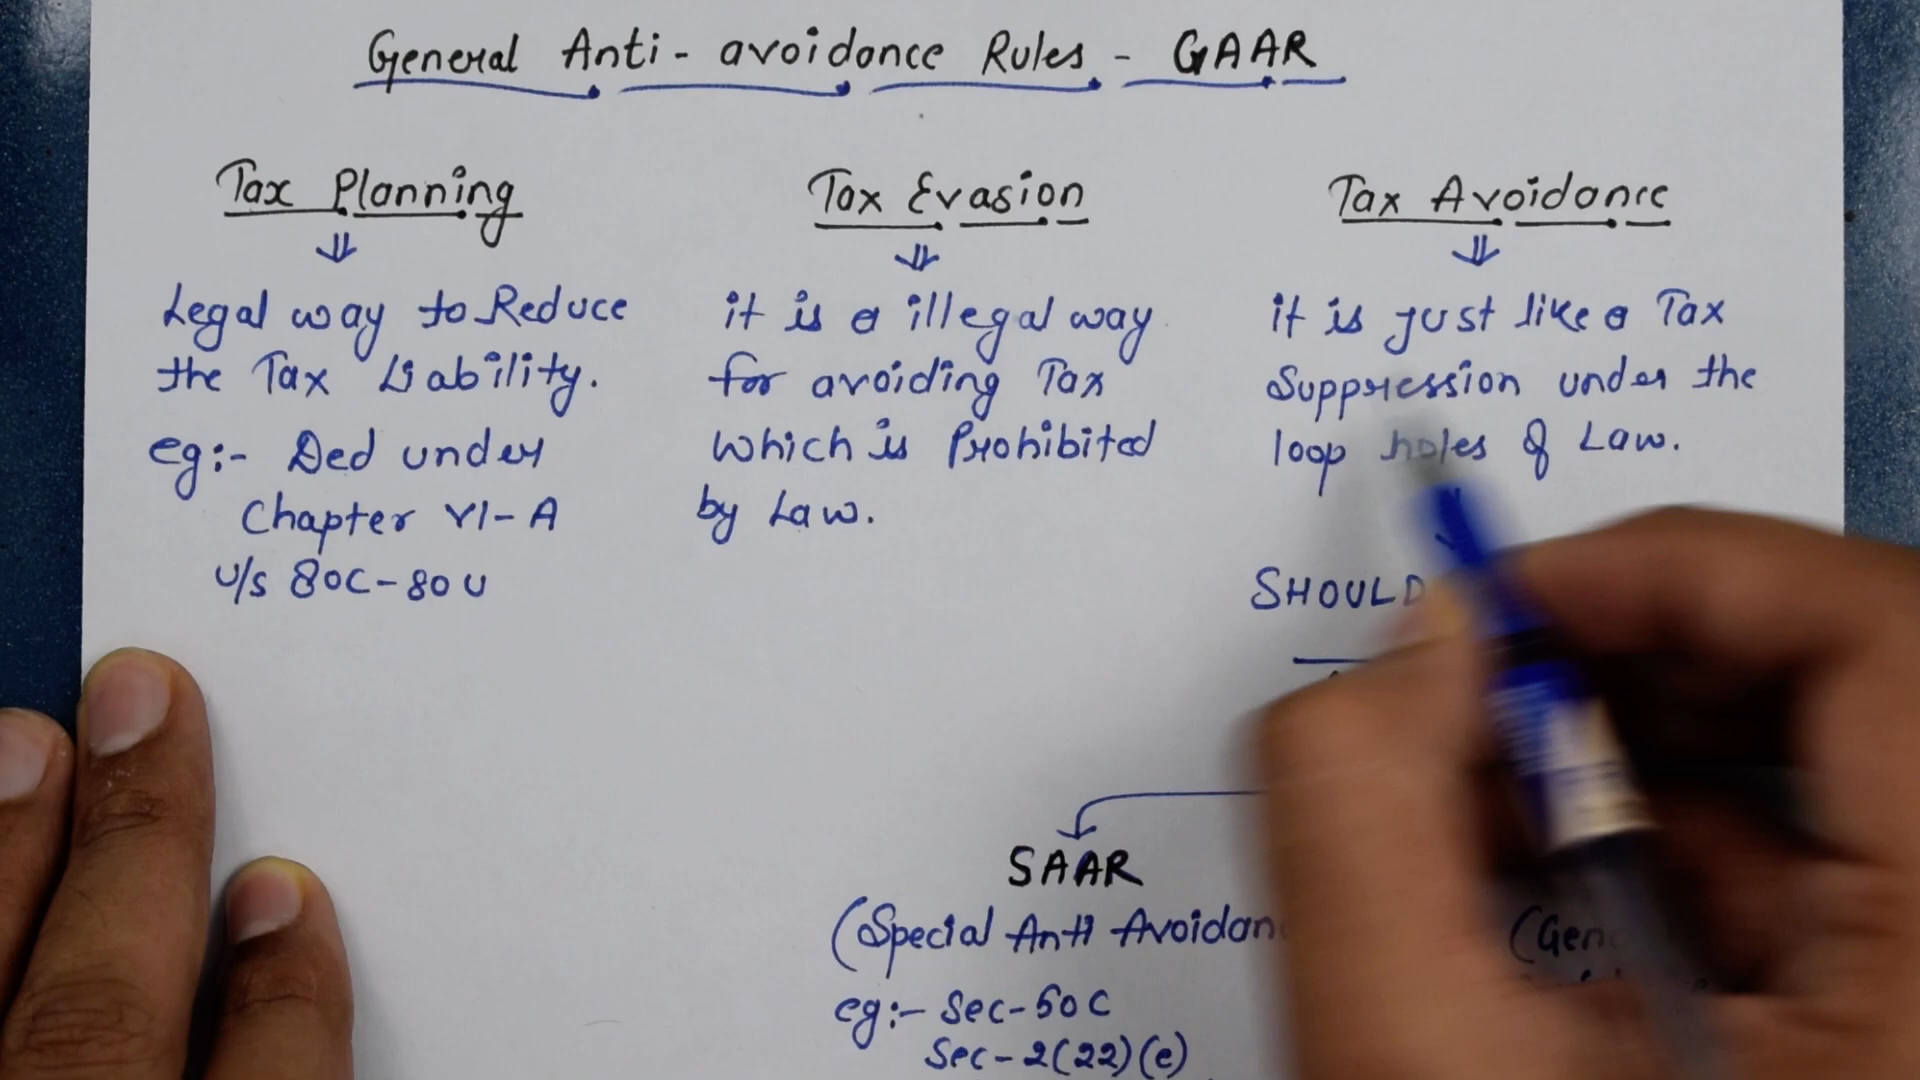 General Anti-avoidance Rules - GAAR
Tax Planning
Legal way to Reduce
the Tax Liability.
eg:- Ded under
Chapter VI-A
U/s 80C-80U
Tax Evasion
it is a illegal way
for avoiding Tax
which is Prohibited
by Law.
Tax Avoidance
it is just like a Tax
Suppression under the
loop holes of Law.
SHOULD
SAAR
(Special Anti Avoidan
eg:- Sec-50C
Sec-2(22)(e)
(Gen